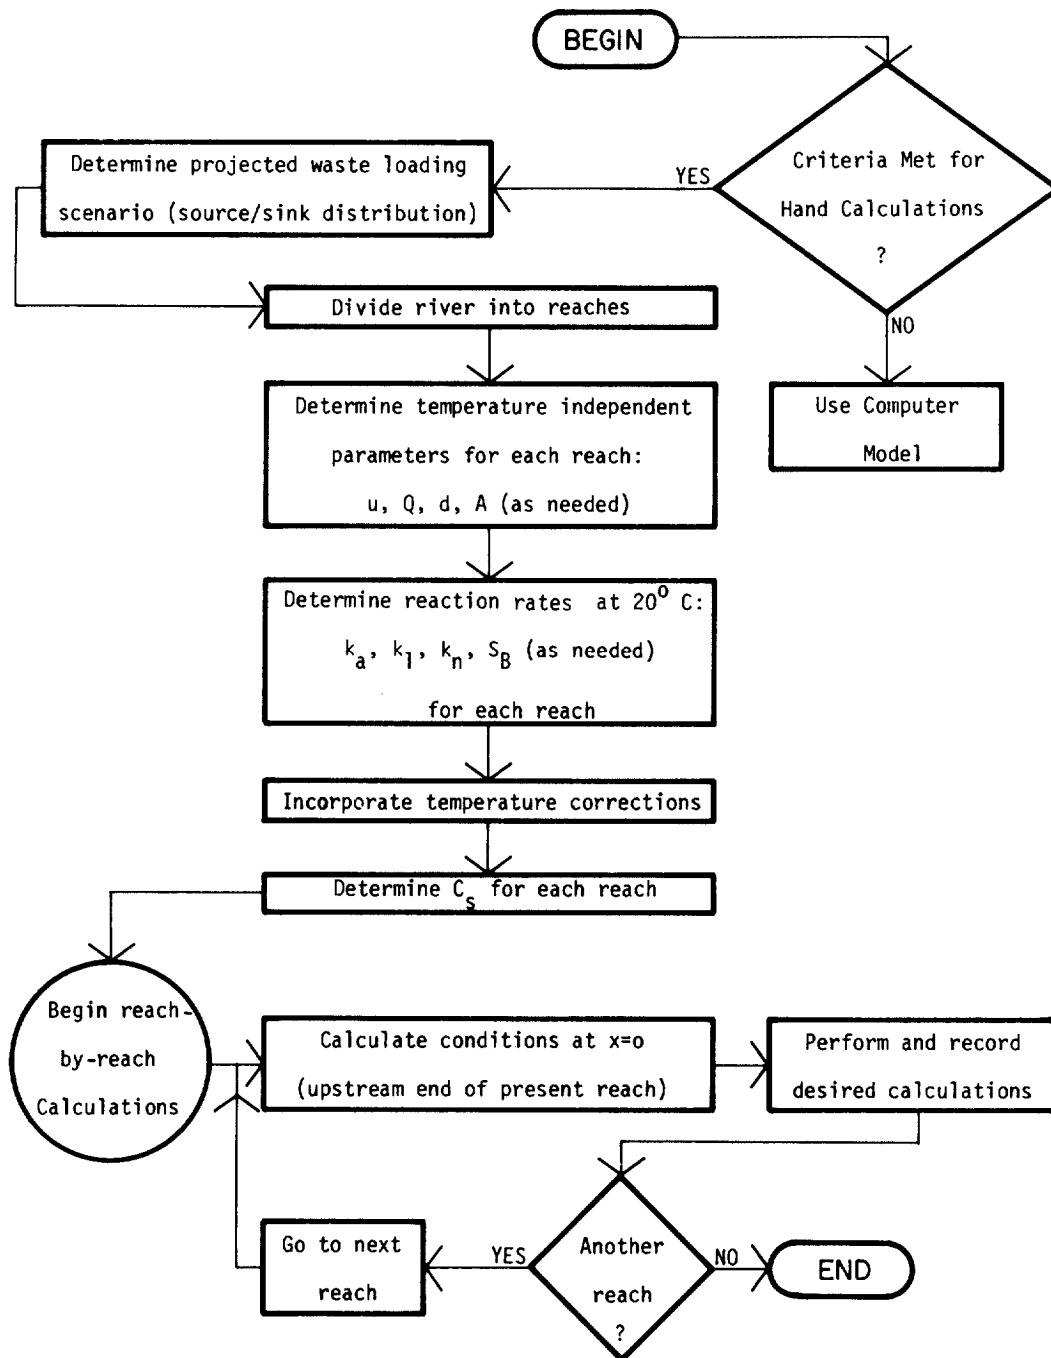 BEGIN
Criteria Met for
Hand Calculations
?
YES
NO
Determine projected waste loading
scenario (source/sink distribution)
Use Computer
Model
Divide river into reaches
Determine temperature independent
parameters for each reach:
u, Q, d, A (as needed)
Determine reaction rates at 20⁰ C:
kₐ, k₁, kₙ, S_B (as needed)
for each reach
Incorporate temperature corrections
Determine Cₛ for each reach
Begin reach-
by-reach
Calculations
Calculate conditions at x=o
(upstream end of present reach)
Perform and record
desired calculations
Another
reach
?
YES
NO
Go to next
reach
END